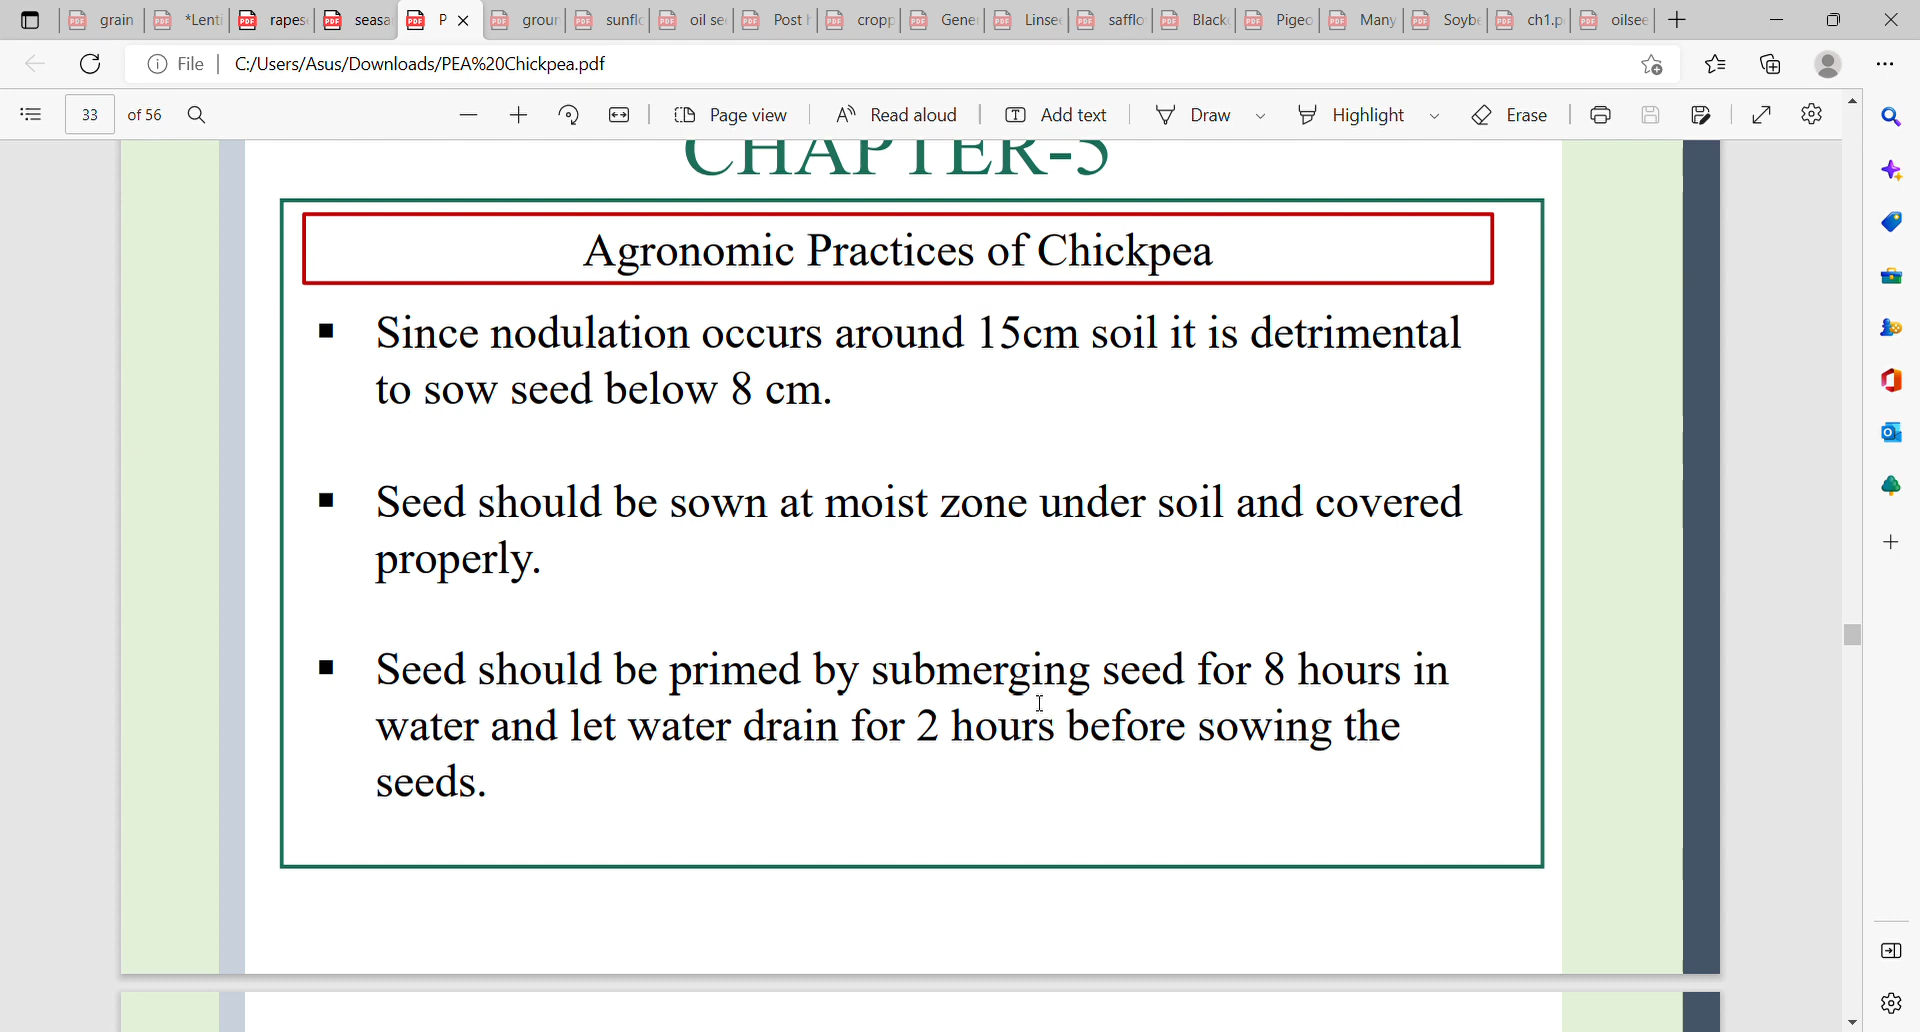 grain
*Lenti
rapes
seasa
P
groun
sunflo
oil se
Post h
cropp
Gene
Linse
safflo
Black
Pigeo
Many
Soybe
ch1.p
oilsee
File
C:/Users/Asus/Downloads/PEA%20Chickpea.pdf
33 of 56
Page view
Read aloud
Add text
Draw
Highlight
Erase
CHAPTER-5
Agronomic Practices of Chickpea
▪ Since nodulation occurs around 15cm soil it is detrimental
to sow seed below 8 cm.
▪ Seed should be sown at moist zone under soil and covered
properly.
▪ Seed should be primed by submerging seed for 8 hours in
water and let water drain for 2 hours before sowing the
seeds.